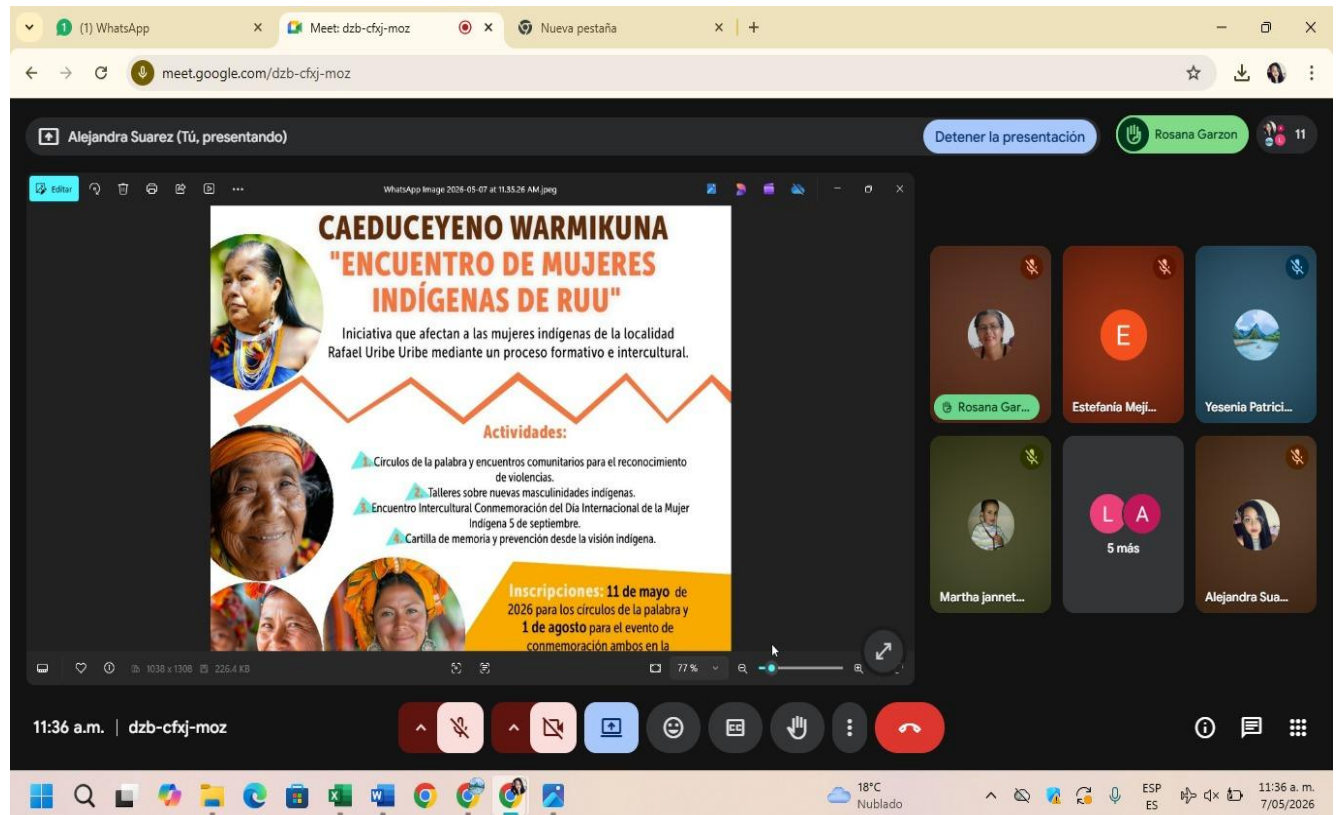 (1) WhatsApp
Meet: dzb-cfxj-moz
Nueva pestaña
meet.google.com/dzb-cfxj-moz
Alejandra Suarez (Tú, presentando)
Detener la presentación
Rosana Garzon
11
Editar
WhatsApp Image 2026-05-07 at 11.35.26 AM.jpeg
CAEDUCEYENO WARMIKUNA
"ENCUENTRO DE MUJERES
INDÍGENAS DE RUU"
Iniciativa que afectan a las mujeres indígenas de la localidad
Rafael Uribe Uribe mediante un proceso formativo e intercultural.
Actividades:
1. Círculos de la palabra y encuentros comunitarios para el reconocimiento
de violencias.
2. Talleres sobre nuevas masculinidades indígenas.
3. Encuentro Intercultural Conmemoración del Día Internacional de la Mujer
Indígena 5 de septiembre.
4. Cartilla de memoria y prevención desde la visión indígena.
Inscripciones: 11 de mayo de
2026 para los círculos de la palabra y
1 de agosto para el evento de
conmemoración ambos en la
1038 x 1308 226.4 KB
77 %
Rosana Gar...
E
Estefanía Mejí...
Yesenia Patrici...
Martha jannet...
L A
5 más
Alejandra Sua...
11:36 a.m. | dzb-cfxj-moz
18°C
Nublado
ESP
ES
11:36 a. m.
7/05/2026